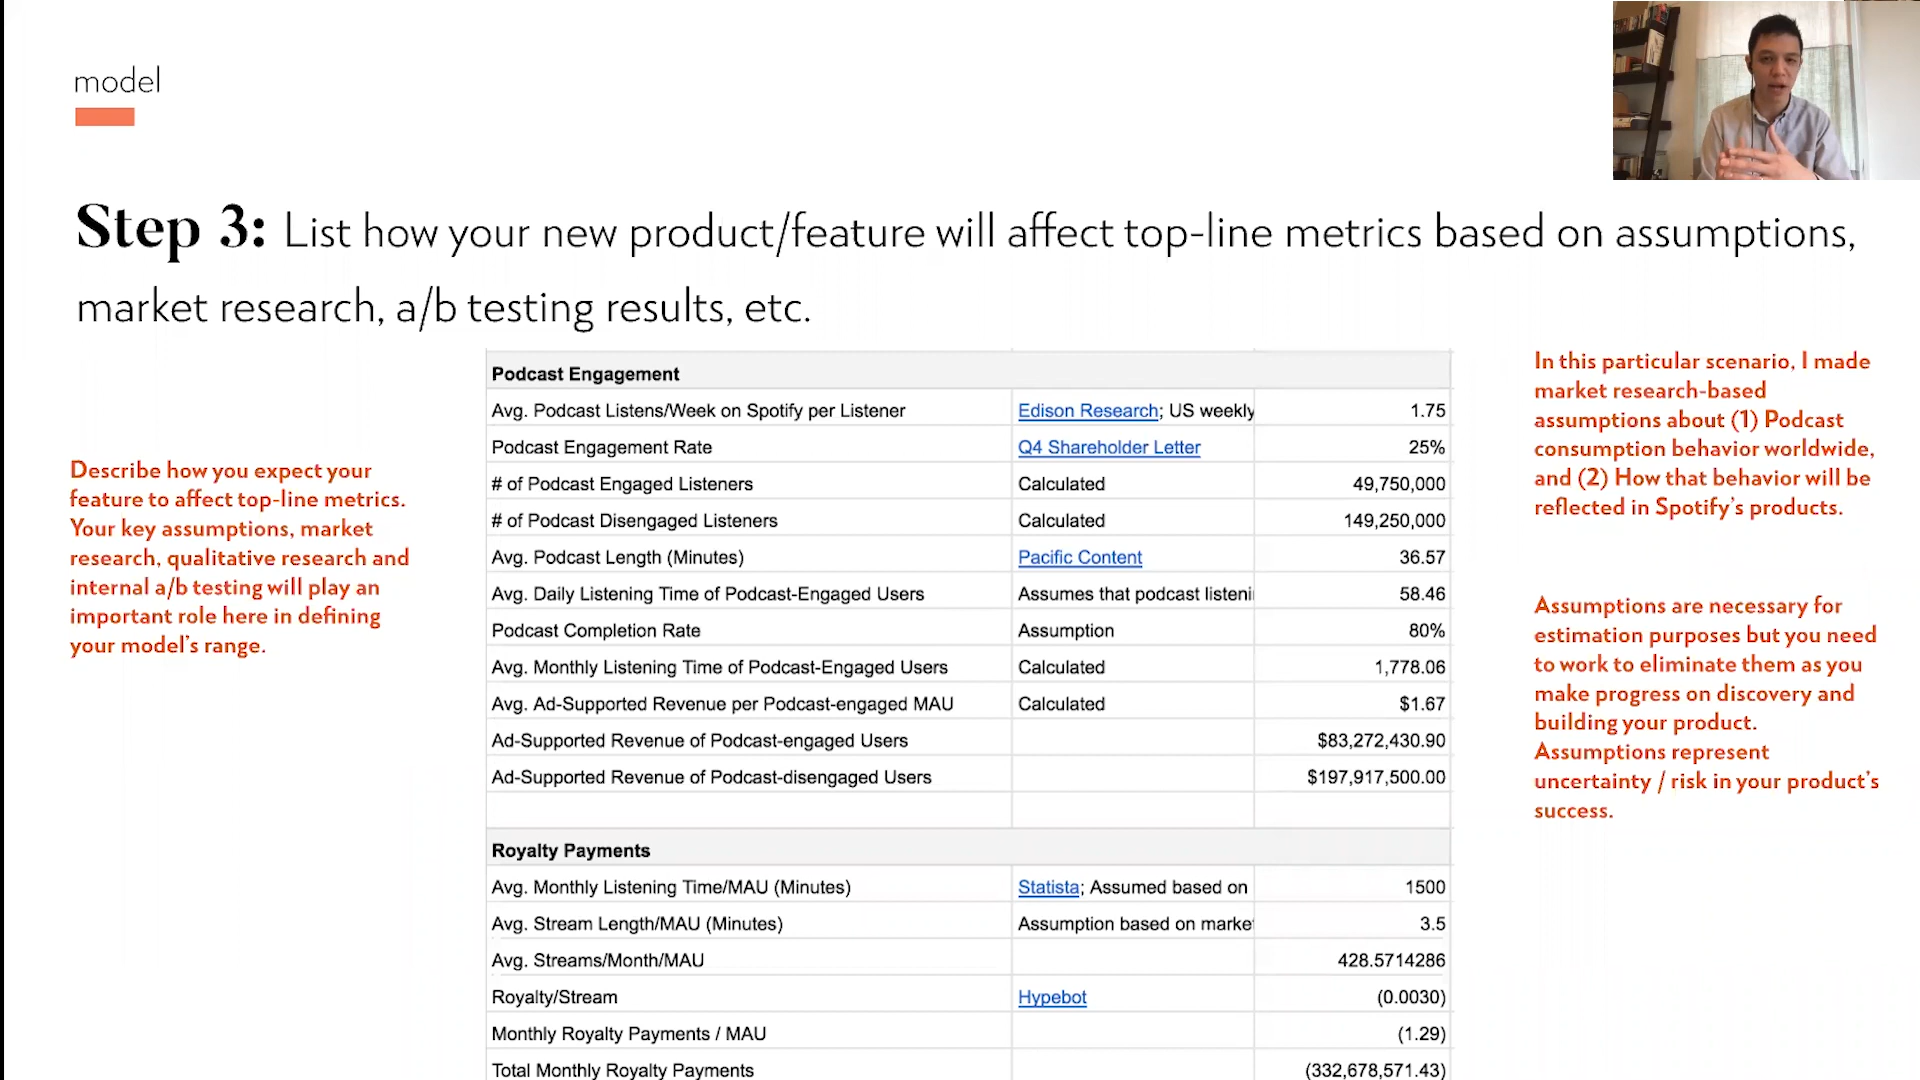 model
Step 3: List how your new product/feature will affect top-line metrics based on assumptions,
market research, a/b testing results, etc.
Describe how you expect your
feature to affect top-line metrics.
Your key assumptions, market
research, qualitative research and
internal a/b testing will play an
important role here in defining
your model's range.
Podcast Engagement
Avg. Podcast Listens/Week on Spotify per Listener Edison Research; US weekly 1.75
Podcast Engagement Rate Q4 Shareholder Letter 25%
# of Podcast Engaged Listeners Calculated 49,750,000
# of Podcast Disengaged Listeners Calculated 149,250,000
Avg. Podcast Length (Minutes) Pacific Content 36.57
Avg. Daily Listening Time of Podcast-Engaged Users Assumes that podcast listeni 58.46
Podcast Completion Rate Assumption 80%
Avg. Monthly Listening Time of Podcast-Engaged Users Calculated 1,778.06
Avg. Ad-Supported Revenue per Podcast-engaged MAU Calculated $1.67
Ad-Supported Revenue of Podcast-engaged Users $83,272,430.90
Ad-Supported Revenue of Podcast-disengaged Users $197,917,500.00
Royalty Payments
Avg. Monthly Listening Time/MAU (Minutes) Statista; Assumed based on 1500
Avg. Stream Length/MAU (Minutes) Assumption based on market 3.5
Avg. Streams/Month/MAU 428.5714286
Royalty/Stream Hypebot (0.0030)
Monthly Royalty Payments / MAU (1.29)
Total Monthly Royalty Payments (332,678,571.43)
In this particular scenario, I made
market research-based
assumptions about (1) Podcast
consumption behavior worldwide,
and (2) How that behavior will be
reflected in Spotify's products.
Assumptions are necessary for
estimation purposes but you need
to work to eliminate them as you
make progress on discovery and
building your product.
Assumptions represent
uncertainty / risk in your product's
success.